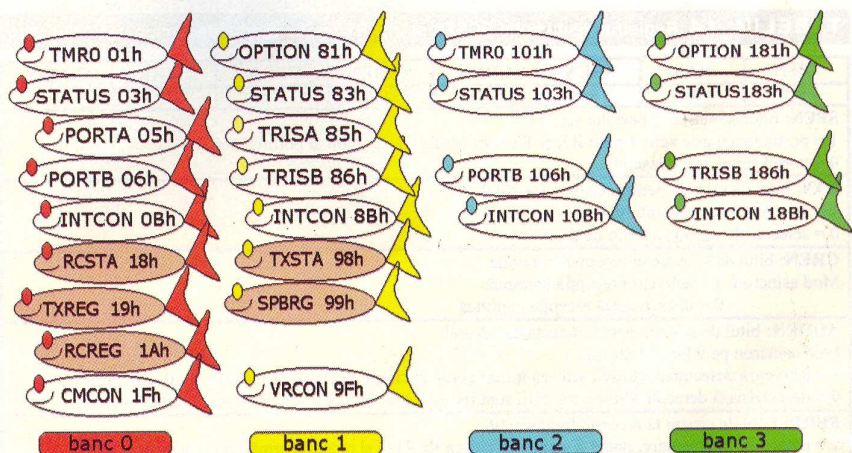 TMR0 01h
STATUS 03h
PORTA 05h
PORTB 06h
INTCON 0Bh
RCSTA 18h
TXREG 19h
RCREG 1Ah
CMCON 1Fh
banc 0
OPTION 81h
STATUS 83h
TRISA 85h
TRISB 86h
INTCON 8Bh
TXSTA 98h
SPBRG 99h
VRCON 9Fh
banc 1
TMR0 101h
STATUS 103h
PORTB 106h
INTCON 10Bh
banc 2
OPTION 181h
STATUS183h
TRISB 186h
INTCON 18Bh
banc 3